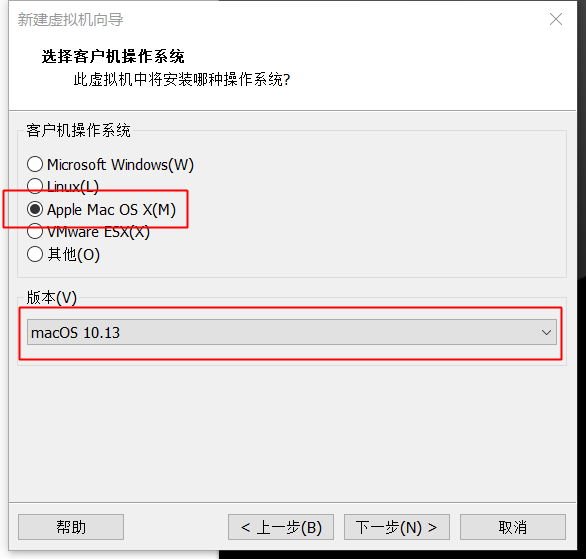 新建虚拟机向导
选择客户机操作系统
此虚拟机中将安装哪种操作系统?
客户机操作系统
Microsoft Windows(W)
Linux(L)
Apple Mac OS X(M)
VMware ESX(X)
其他(O)
版本(V)
macOS 10.13
帮助
< 上一步(B)
下一步(N) >
取消